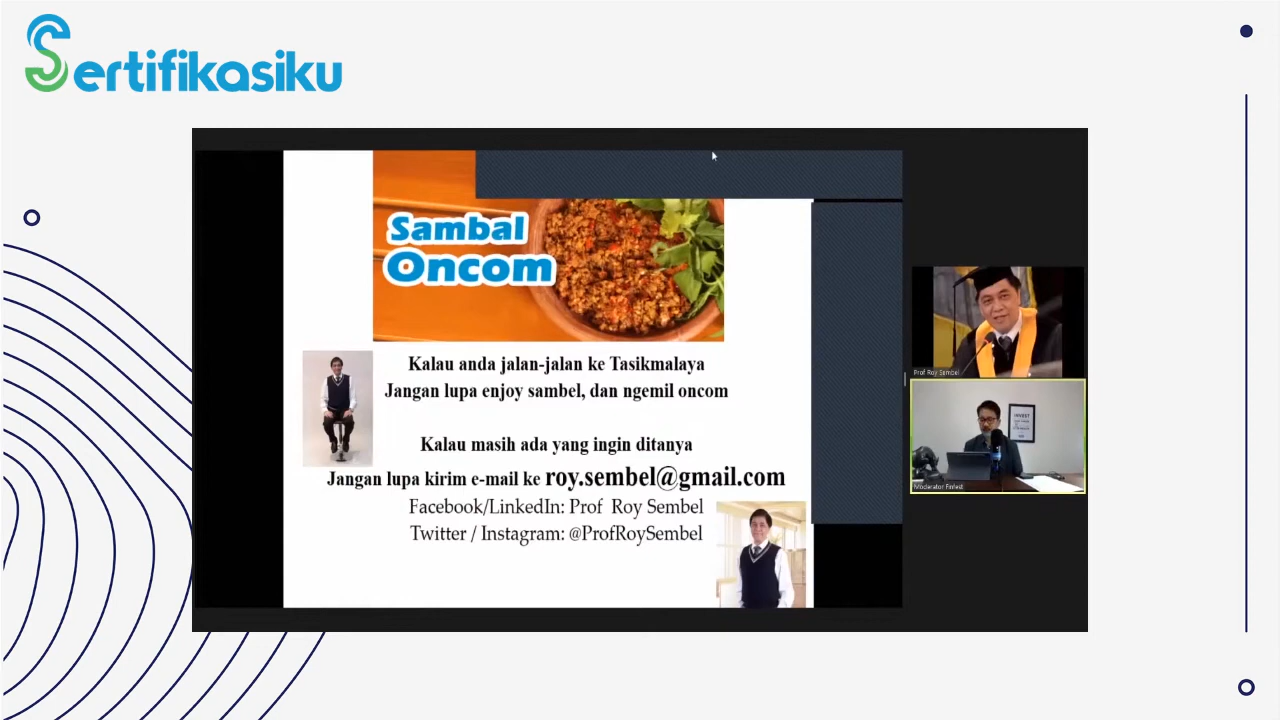 Sertifikasiku
Sambal
Oncom
Kalau anda jalan-jalan ke Tasikmalaya
Jangan lupa enjoy sambel, dan ngemil oncom
Kalau masih ada yang ingin ditanya
Jangan lupa kirim e-mail ke roy.sembel@gmail.com
Facebook/LinkedIn: Prof Roy Sembel
Twitter / Instagram: @ProfRoySembel
Prof Roy Sembel
INVEST
Moderator Finfest